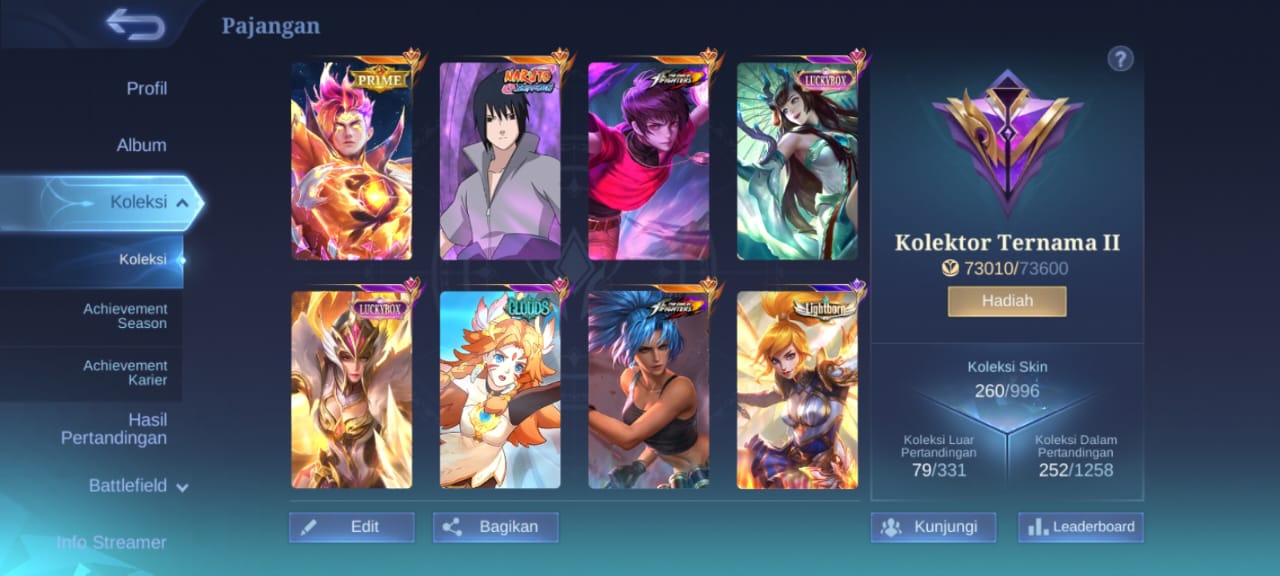 Pajangan
Profil
Album
Koleksi
Koleksi
Achievement
Season
Achievement
Karier
Hasil
Pertandingan
Battlefield
Info Streamer
PRIME
NARUTO
THE KING OF
FIGHTERS
LUCKYBOX
LUCKYBOX
CLOUDS
THE KING OF
FIGHTERS
Lightborn
Edit
Bagikan
?
Kolektor Ternama II
73010/73600
Hadiah
Koleksi Skin
260/996
Koleksi Luar
Pertandingan
79/331
Koleksi Dalam
Pertandingan
252/1258
Kunjungi
Leaderboard